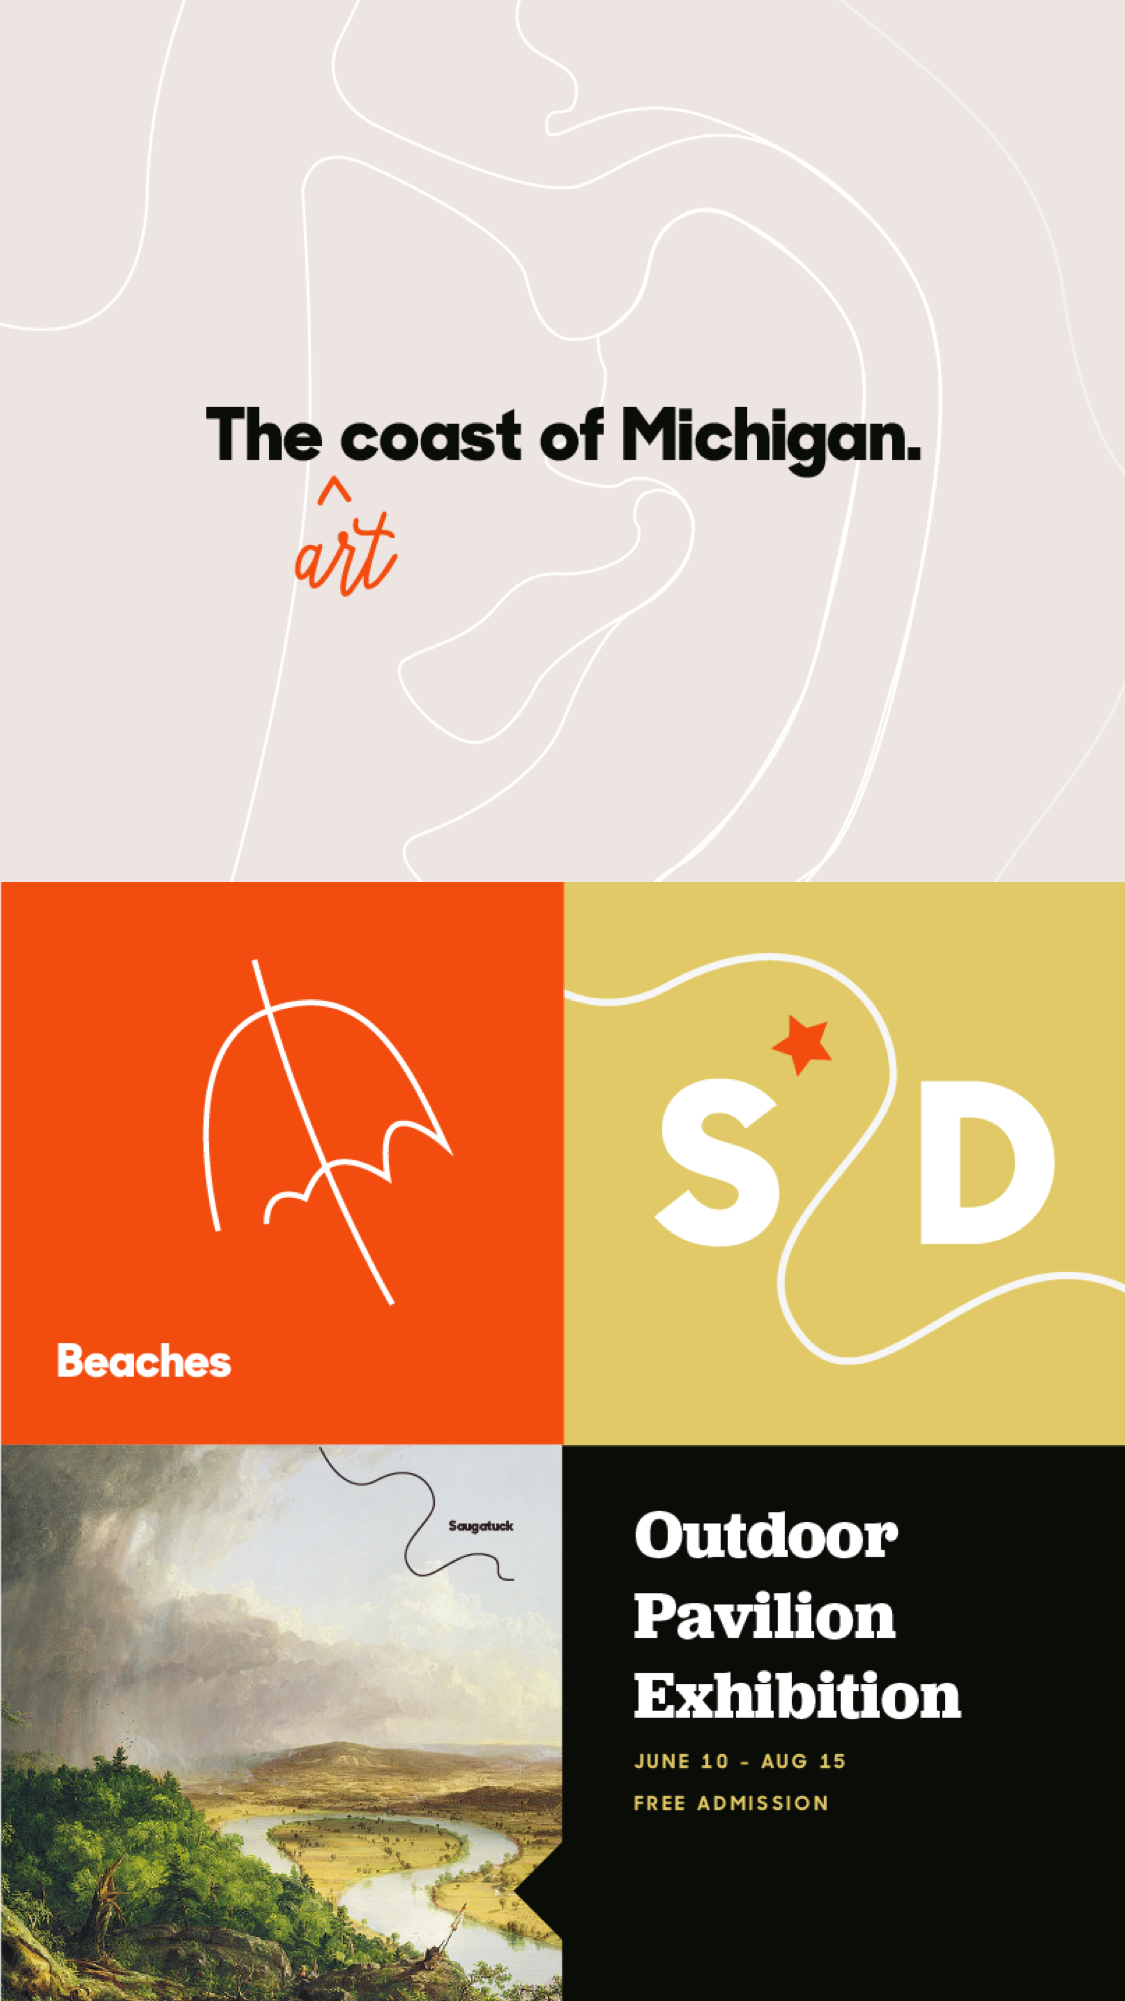 The coast of Michigan.
^
art
Beaches
S D
Saugatuck
Outdoor
Pavilion
Exhibition
JUNE 10 - AUG 15
FREE ADMISSION